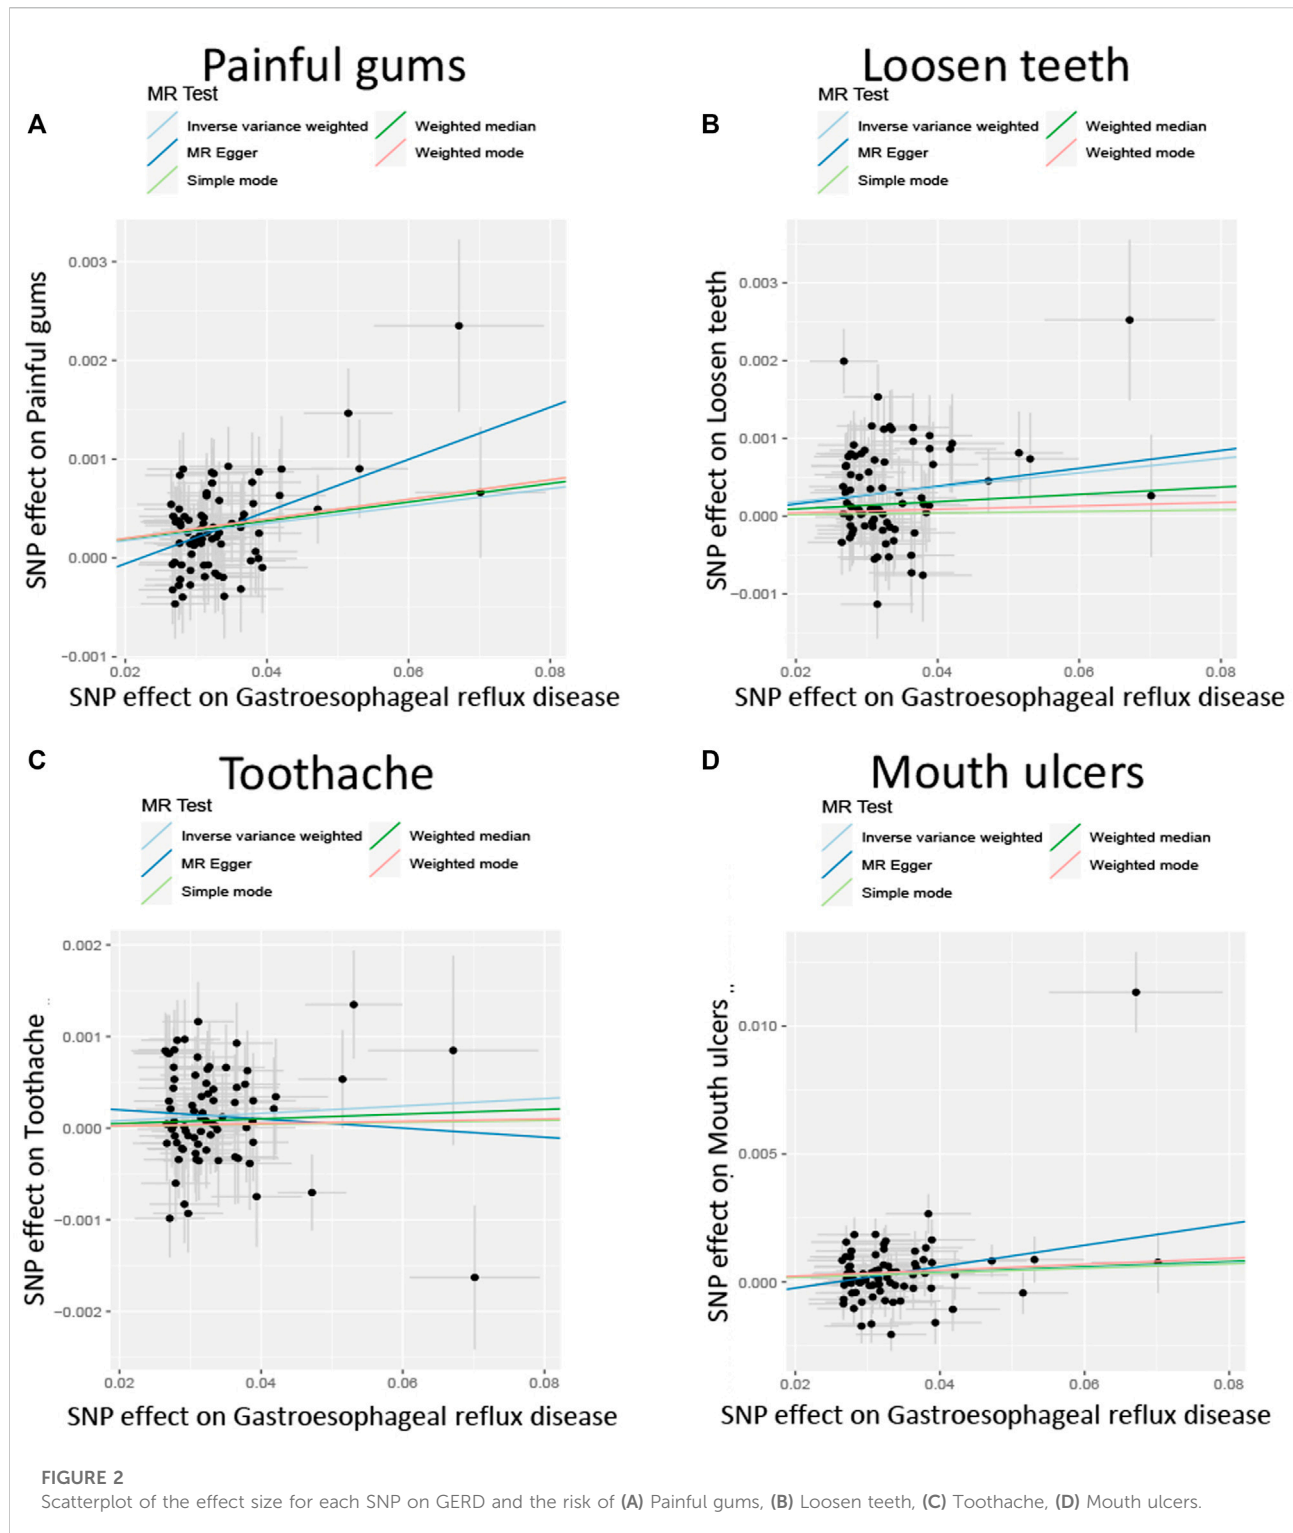 Painful gums
MR Test
A
Inverse variance weighted
Weighted median
MR Egger
Weighted mode
Simple mode
SNP effect on Painful gums
0.003
0.002
0.001
0.000
−0.001
0.02
0.04
0.06
0.08
SNP effect on Gastroesophageal reflux disease
Loosen teeth
MR Test
B
Inverse variance weighted
Weighted median
MR Egger
Weighted mode
Simple mode
SNP effect on Loosen teeth
0.003
0.002
0.001
0.000
−0.001
0.02
0.04
0.06
0.08
SNP effect on Gastroesophageal reflux disease
C
Toothache
MR Test
Inverse variance weighted
Weighted median
MR Egger
Weighted mode
Simple mode
SNP effect on Toothache
0.002
0.001
0.000
−0.001
−0.002
0.02
0.04
0.06
0.08
SNP effect on Gastroesophageal reflux disease
D
Mouth ulcers
MR Test
Inverse variance weighted
Weighted median
MR Egger
Weighted mode
Simple mode
SNP effect on Mouth ulcers
0.010
0.005
0.000
0.02
0.04
0.06
0.08
SNP effect on Gastroesophageal reflux disease
FIGURE 2
Scatterplot of the effect size for each SNP on GERD and the risk of (A) Painful gums, (B) Loosen teeth, (C) Toothache, (D) Mouth ulcers.